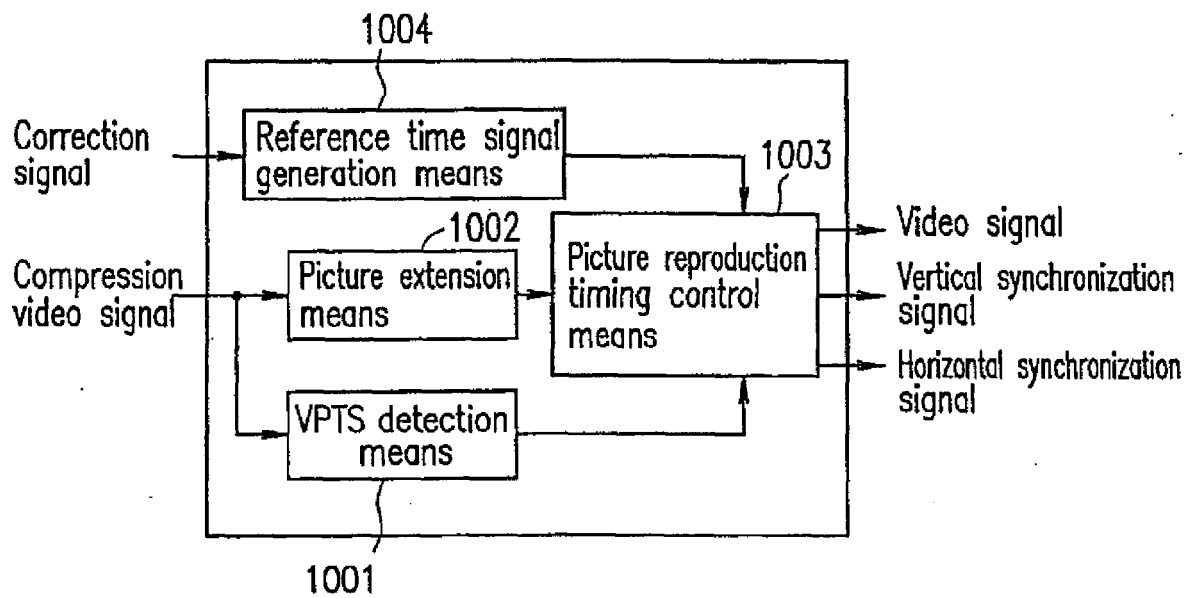 1004
Correction
signal
Reference time signal
generation means
1003
Compression
video signal
1002
Picture extension
means
Picture reproduction
timing control
means
Video signal
Vertical synchronization
signal
Horizontal synchronization
signal
VPTS detection
means
1001